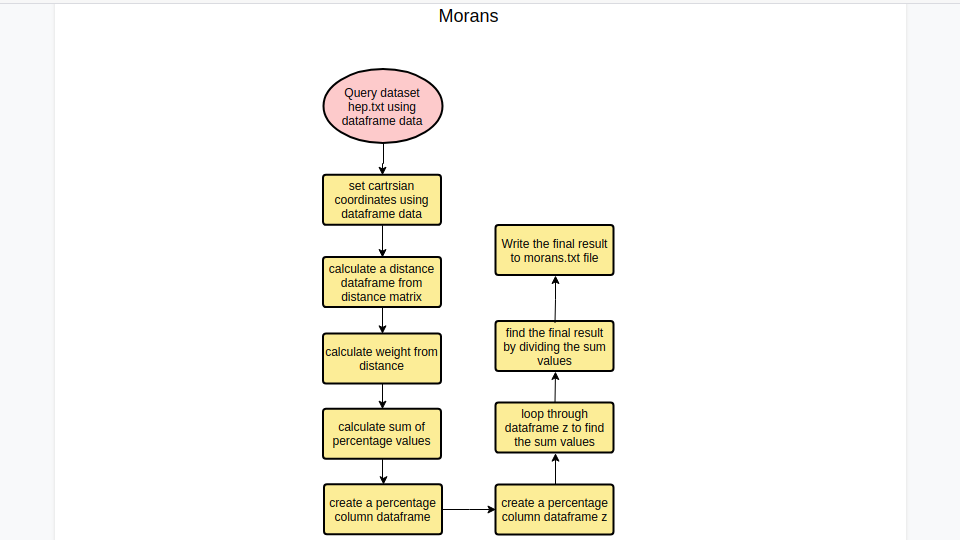 Morans
Query dataset
hep.txt using
dataframe data
set cartrsian
coordinates using
dataframe data
calculate a distance
dataframe from
distance matrix
calculate weight from
distance
calculate sum of
percentage values
create a percentage
column dataframe
create a percentage
column dataframe z
loop through
dataframe z to find
the sum values
find the final result
by dividing the sum
values
Write the final result
to morans.txt file